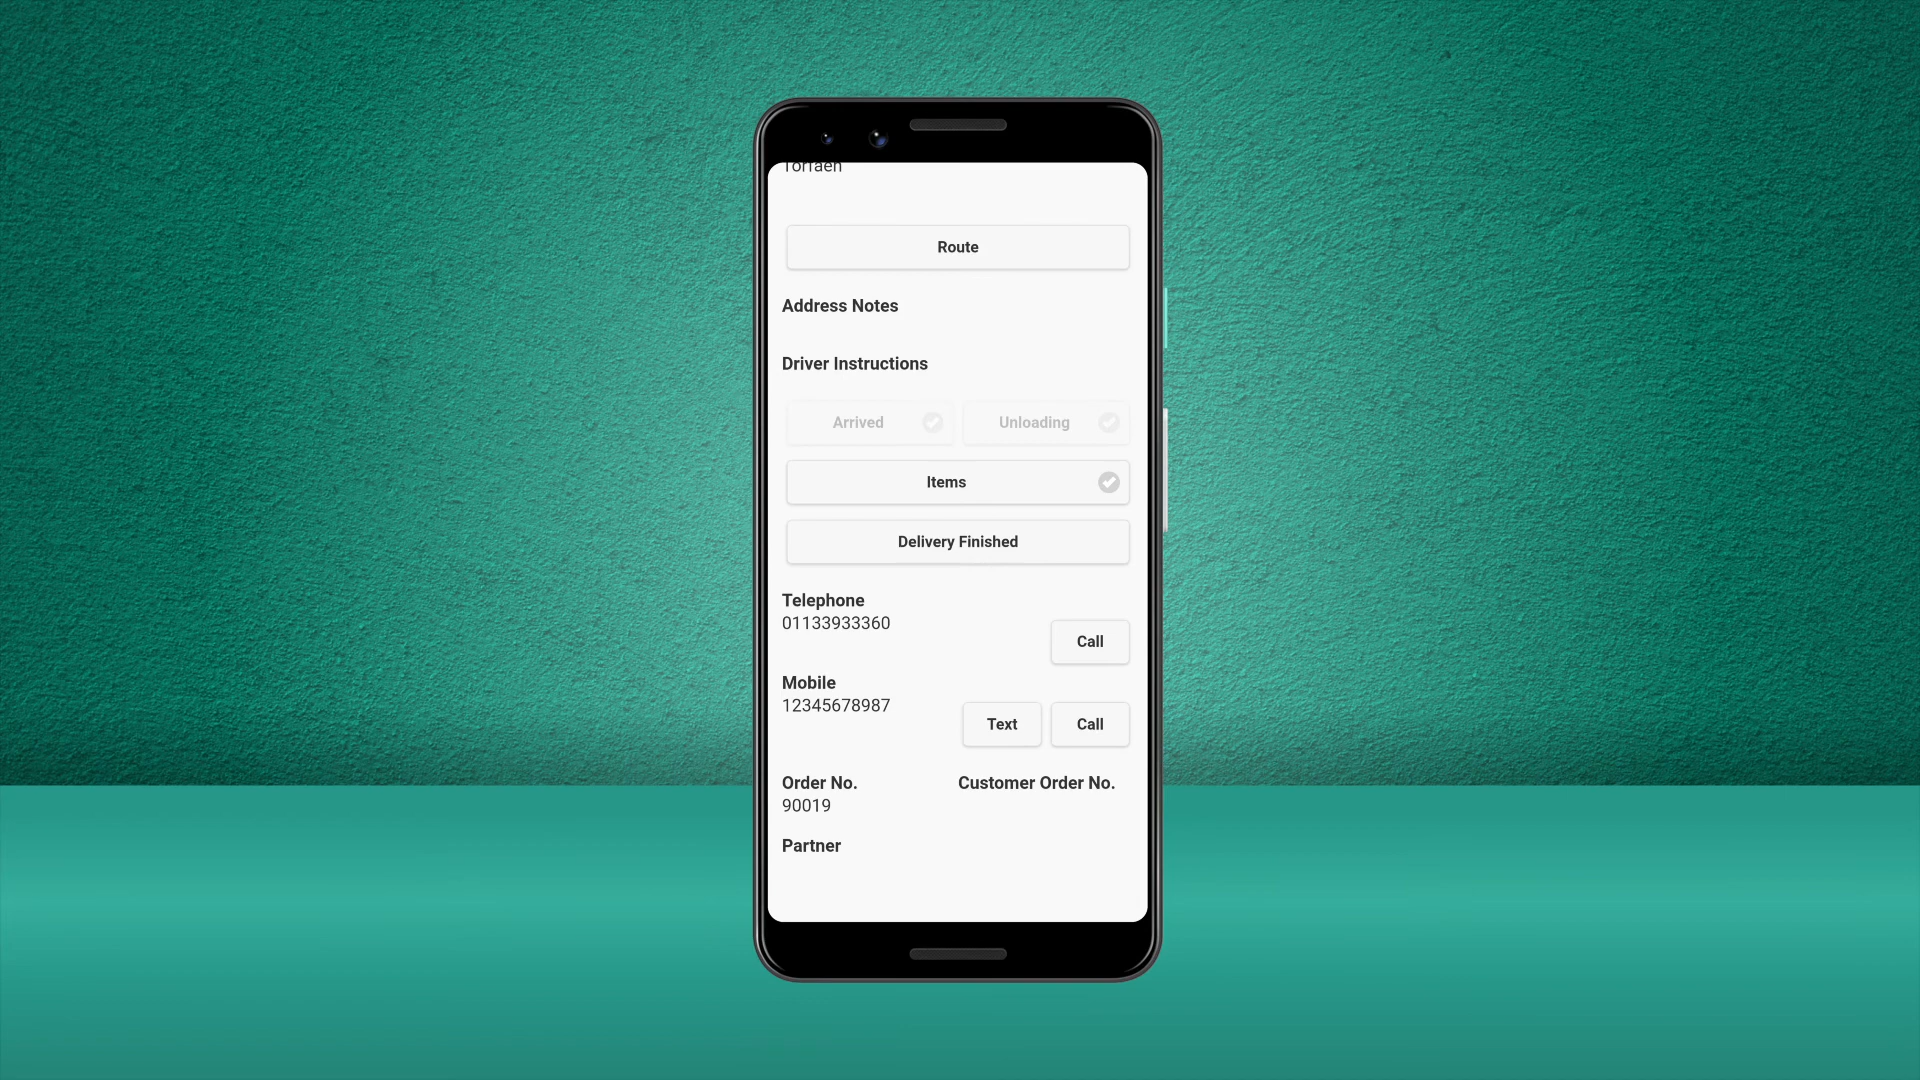 Torfaen
Route
Address Notes
Driver Instructions
Arrived
Unloading
Items
Delivery Finished
Telephone
01133933360
Call
Mobile
12345678987
Text
Call
Order No.
Customer Order No.
90019
Partner